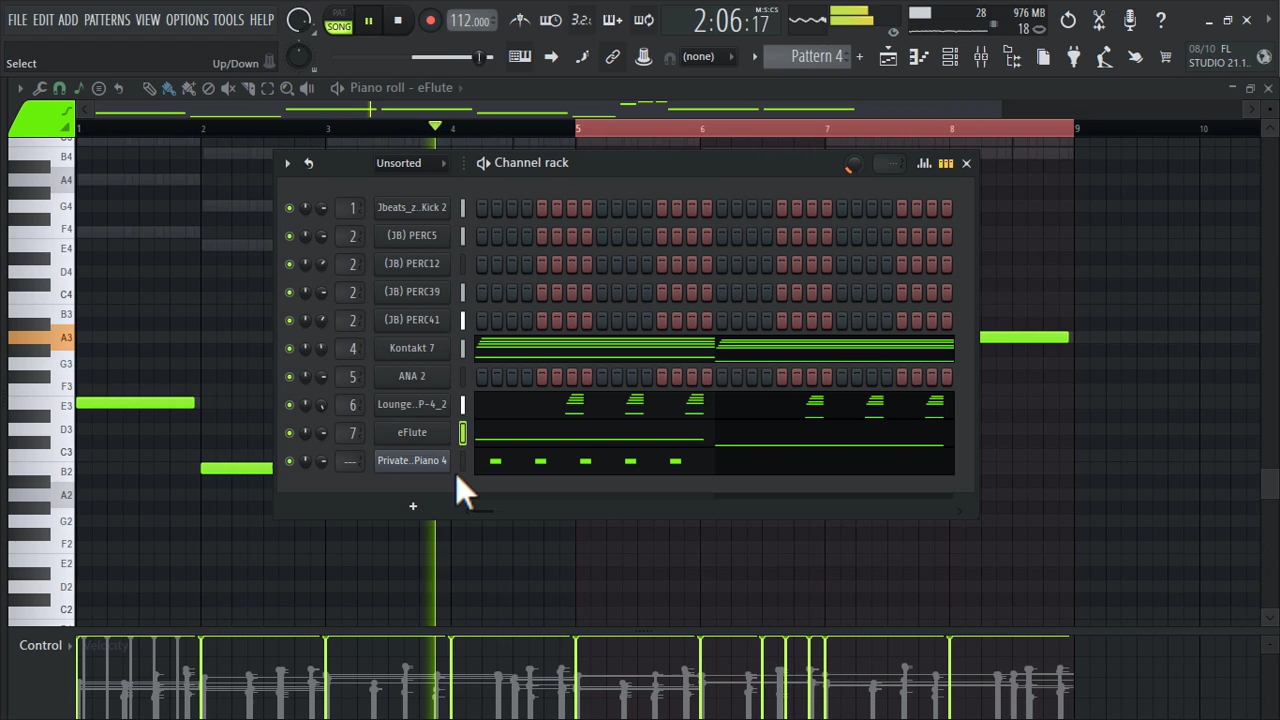 FILE EDIT ADD PATTERNS VIEW OPTIONS TOOLS HELP
PAT
SONG
112.000
3.2
2:06:17
M:S:CS
28
976 MB
18
Select
Up/Down
(none)
Pattern 4
08/10 FL
STUDIO 21.1
Piano roll - eFlute
1 2 3 4 5 6 7 8 9 10
Unsorted
Channel rack
1 Jbeats_z..Kick 2
2 (JB) PERC5
2 (JB) PERC12
2 (JB) PERC39
2 (JB) PERC41
4 Kontakt 7
5 ANA 2
6 Lounge..P-4_2
7 eFlute
--- Private..Piano 4
B4
A4
G4
F4
E4
D4
C4
B3
A3
G3
F3
E3
D3
C3
B2
A2
G2
F2
E2
D2
C2
Control
Velocity